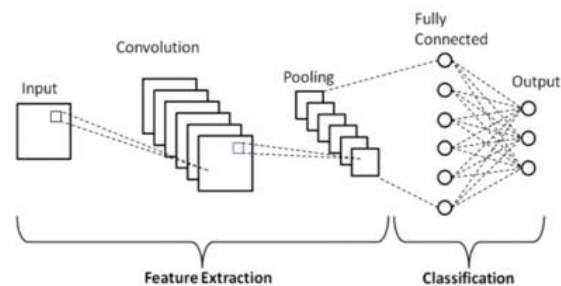 Input
Convolution
Pooling
Fully
Connected
Output
Feature Extraction
Classification